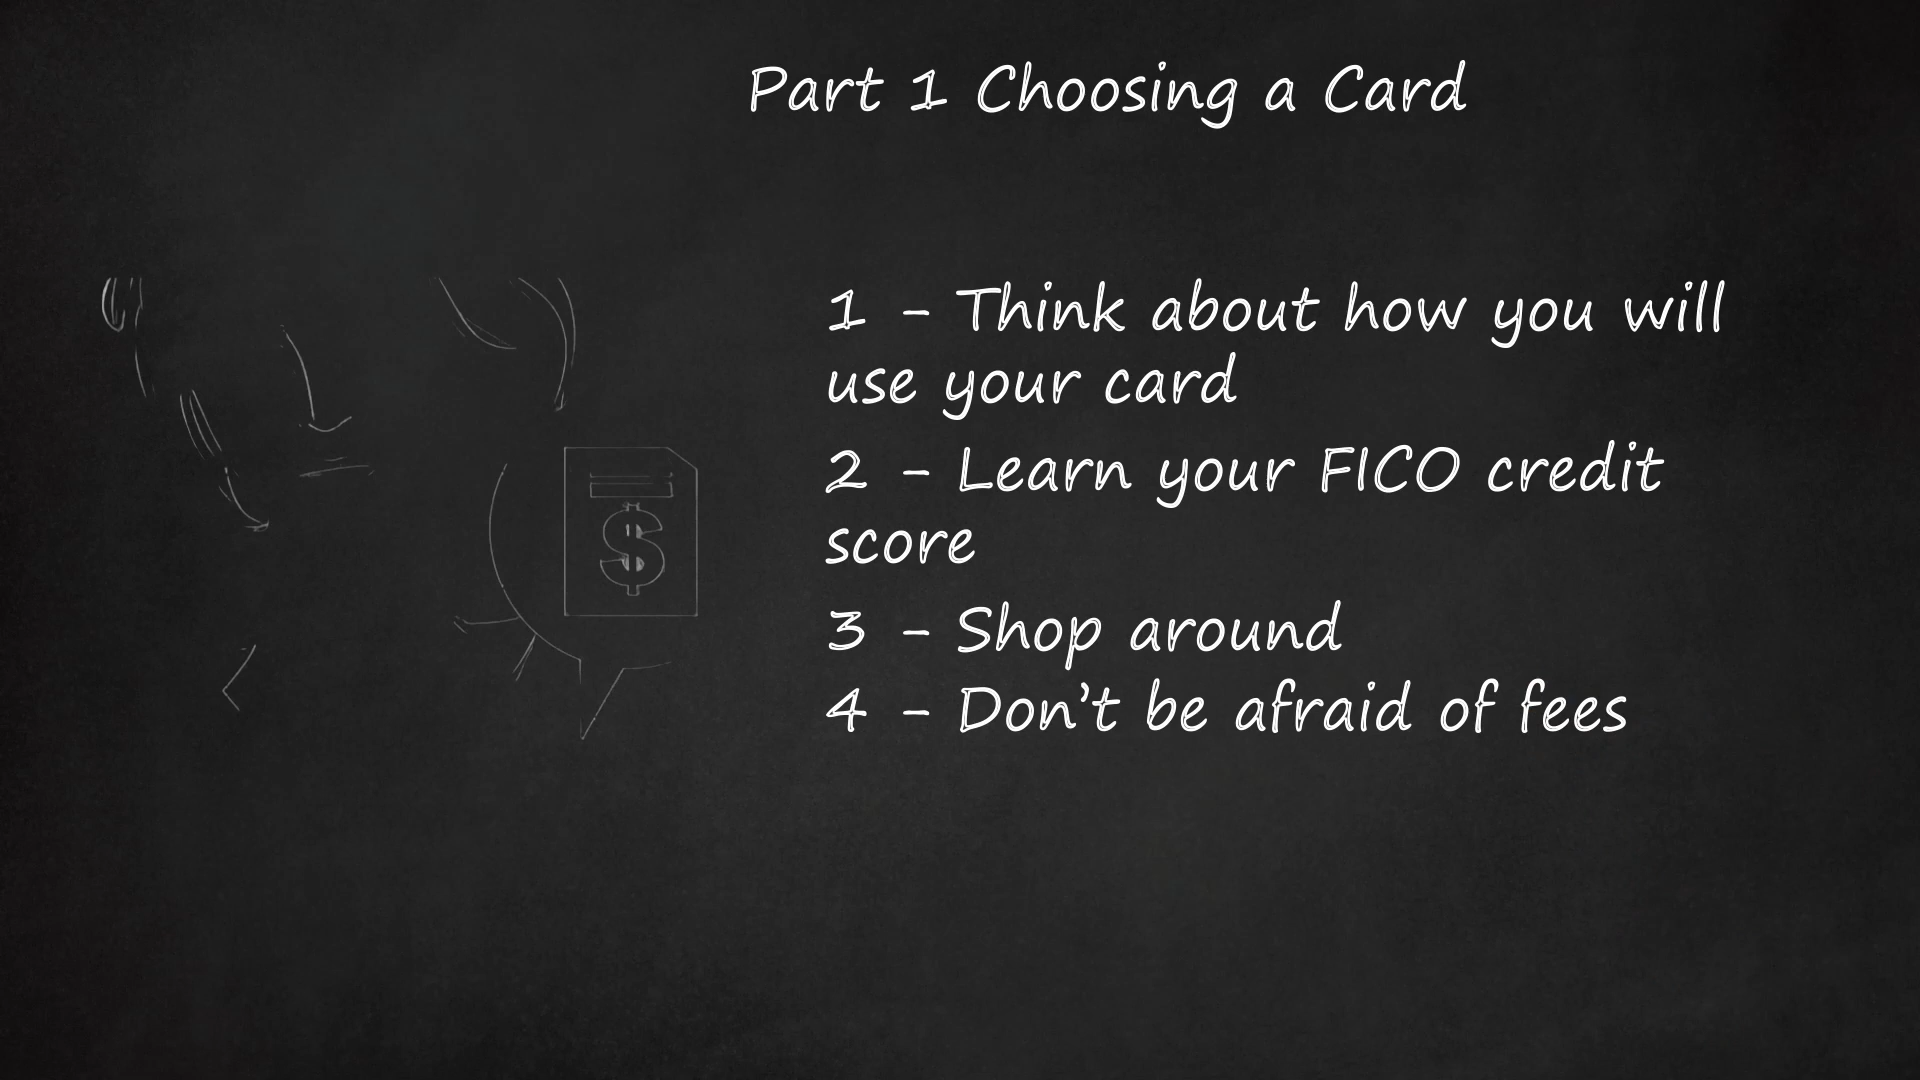 Part 1 Choosing a Card
1 - Think about how you will
use your card
2 - Learn your FICO credit
score
3 - Shop around
4 - Don’t be afraid of fees
$